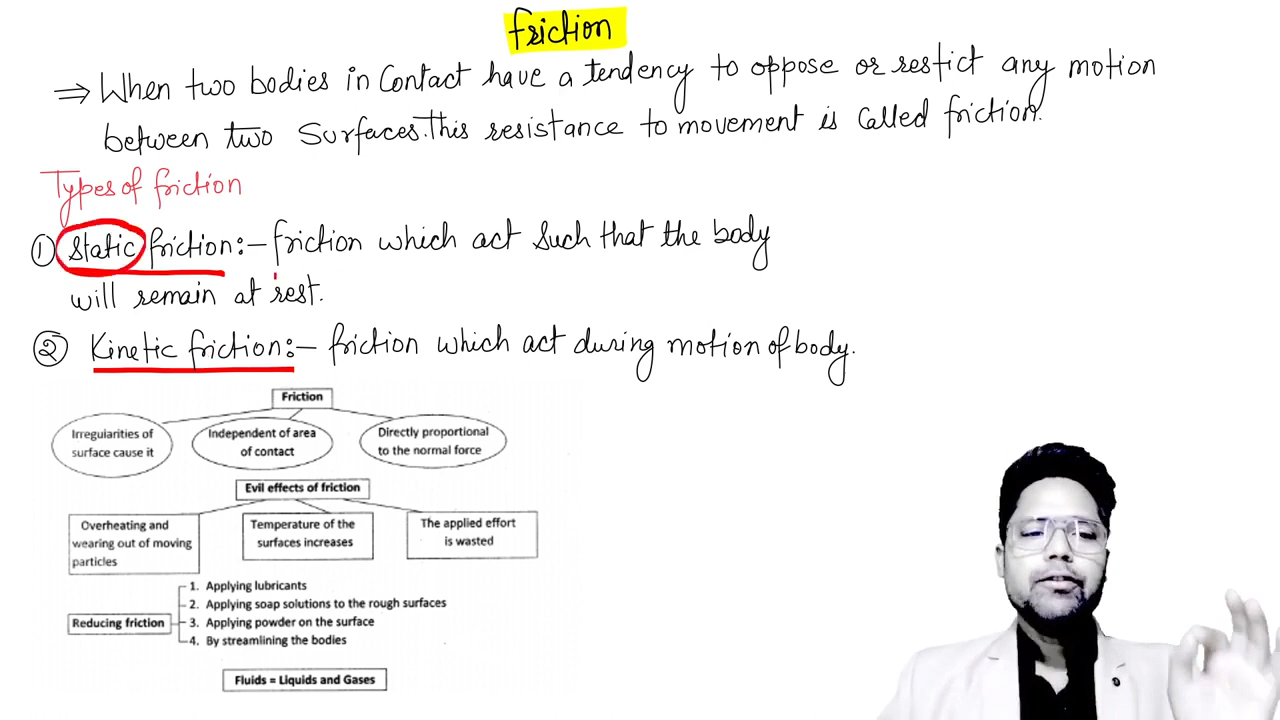 friction
⇒ When two bodies in Contact have a tendency to oppose or restict any motion
between two Surfaces.This resistance to movement is Called friction.
Types of friction
① Static friction:– friction which act such that the body
will remain at rest.
② Kinetic friction:– friction which act during motion of body.
Friction
Irregularities of
surface cause it
Independent of area
of contact
Directly proportional
to the normal force
Evil effects of friction
Overheating and
wearing out of moving
particles
Temperature of the
surfaces increases
The applied effort
is wasted
Reducing friction
1. Applying lubricants
2. Applying soap solutions to the rough surfaces
3. Applying powder on the surface
4. By streamlining the bodies
Fluids = Liquids and Gases